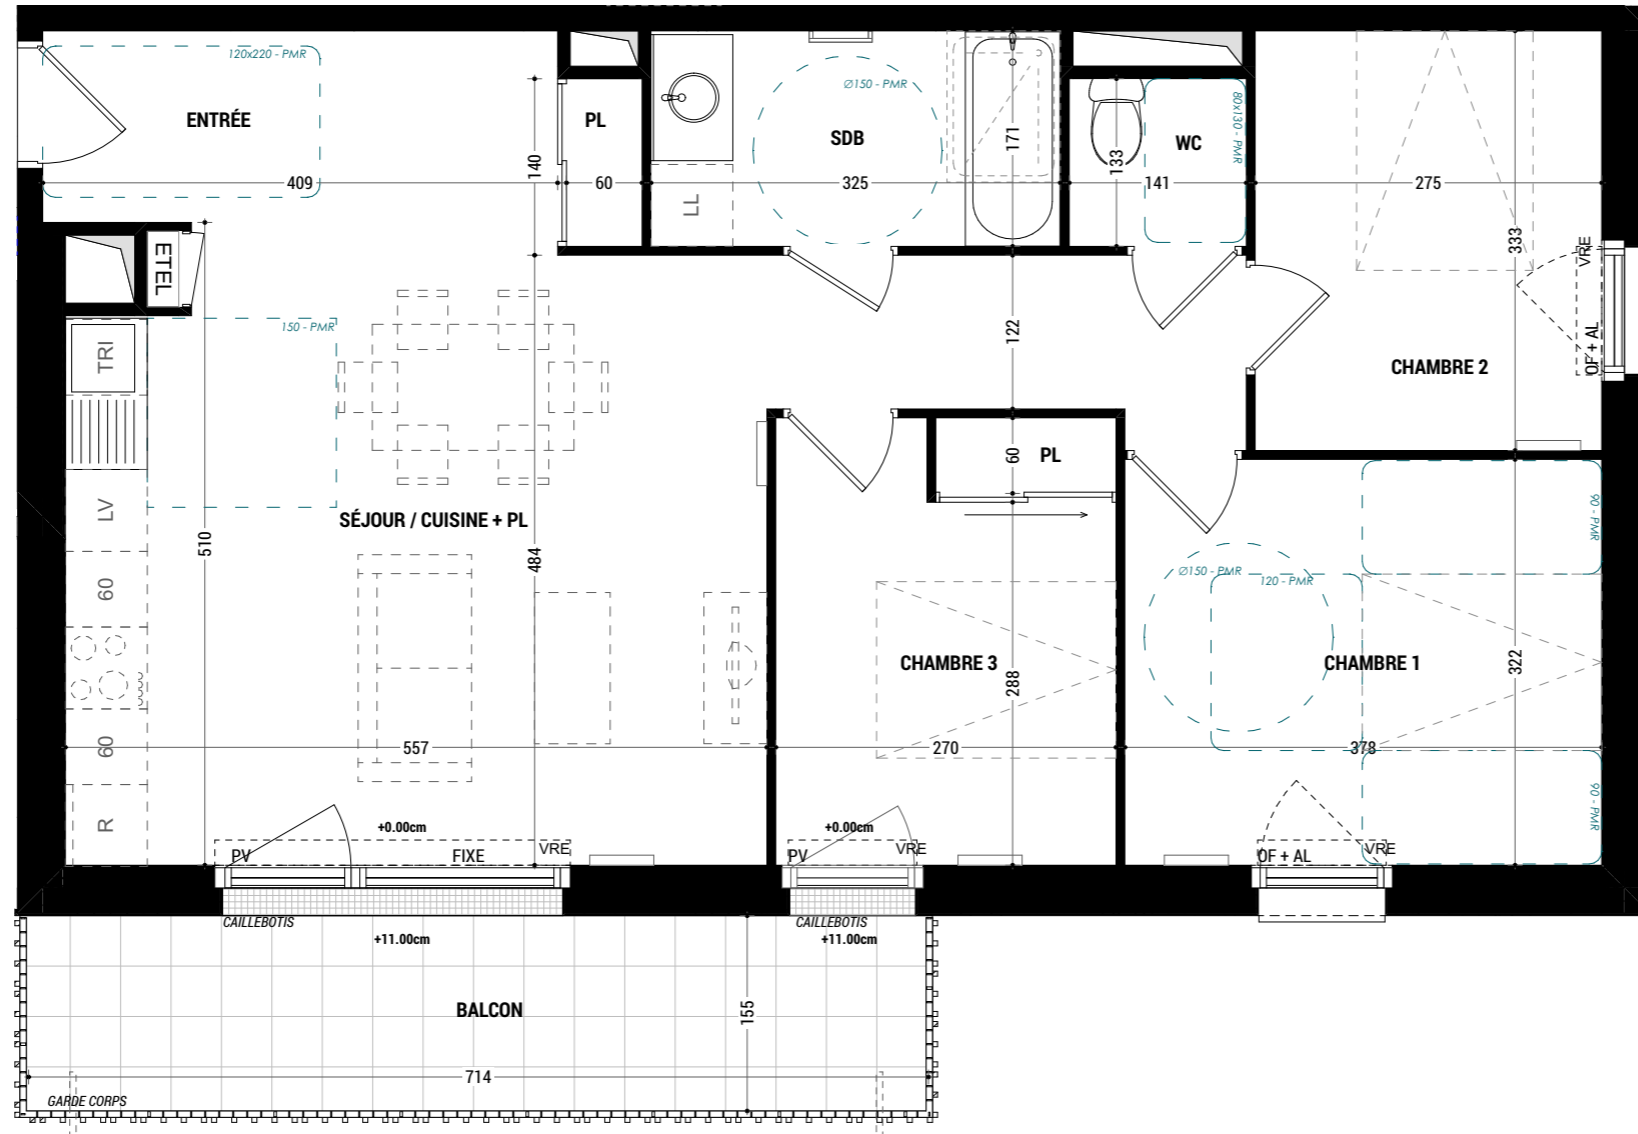 120x220 - PMR
ENTRÉE
409
140
PL
60
Ø150 - PMR
SDB
325
LL
171
133
WC
80x130 - PMR
141
275
333
VRE
OF + AL
CHAMBRE 2
ETEL
150 - PMR
TRI
LV
60
60
R
122
SÉJOUR / CUISINE + PL
510
484
557
60
PL
CHAMBRE 3
288
270
Ø150 - PMR
120 - PMR
90 - PMR
CHAMBRE 1
322
378
90 - PMR
+0.00cm
PV
FIXE
VRE
+0.00cm
PV
VRE
OF + AL
VRE
CAILLEBOTIS
+11.00cm
CAILLEBOTIS
+11.00cm
BALCON
155
714
GARDE CORPS